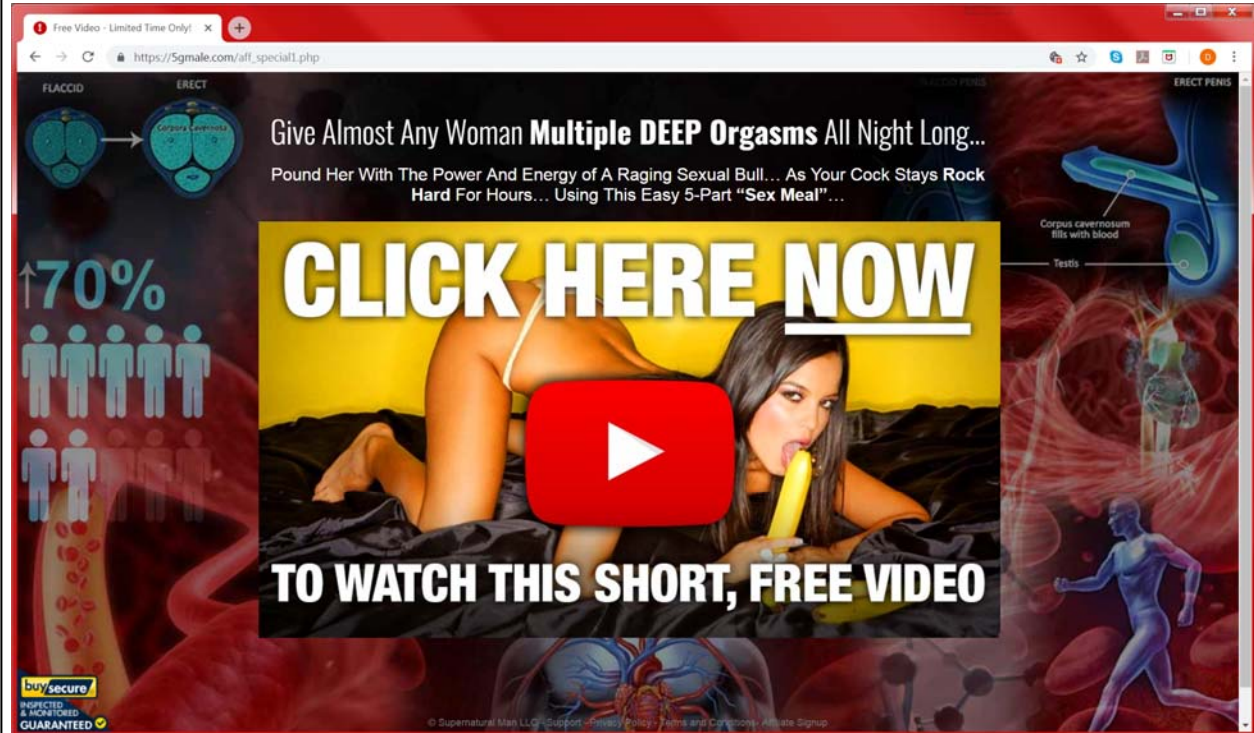 Free Video - Limited Time Only!
https://5gmale.com/aff_special1.php
FLACCID
ERECT
Corpora Cavernosa
ERECT PENIS
Give Almost Any Woman Multiple DEEP Orgasms All Night Long...
Pound Her With The Power And Energy of A Raging Sexual Bull… As Your Cock Stays Rock
Hard For Hours… Using This Easy 5-Part “Sex Meal”…
Corpus cavernosum
fills with blood
Testis
↑70%
CLICK HERE NOW
TO WATCH THIS SHORT, FREE VIDEO
buy secure
INSPECTED
& MONITORED
GUARANTEED
© Supernatural Man LLC - Support - Privacy Policy - Terms and Conditions - Affiliate Signup